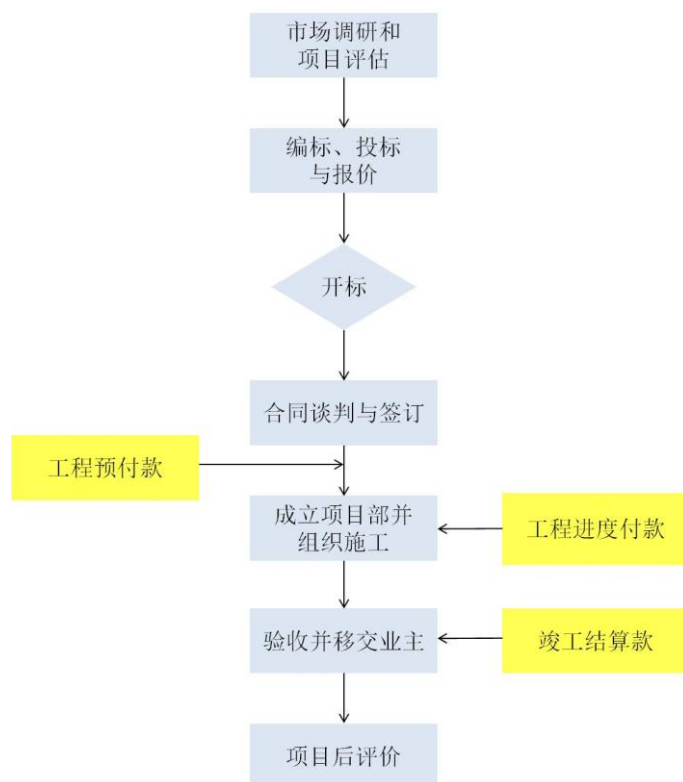 市场调研和
项目评估
编标、投标
与报价
开标
合同谈判与签订
工程预付款
成立项目部并
组织施工
工程进度付款
验收并移交业主
竣工结算款
项目后评价